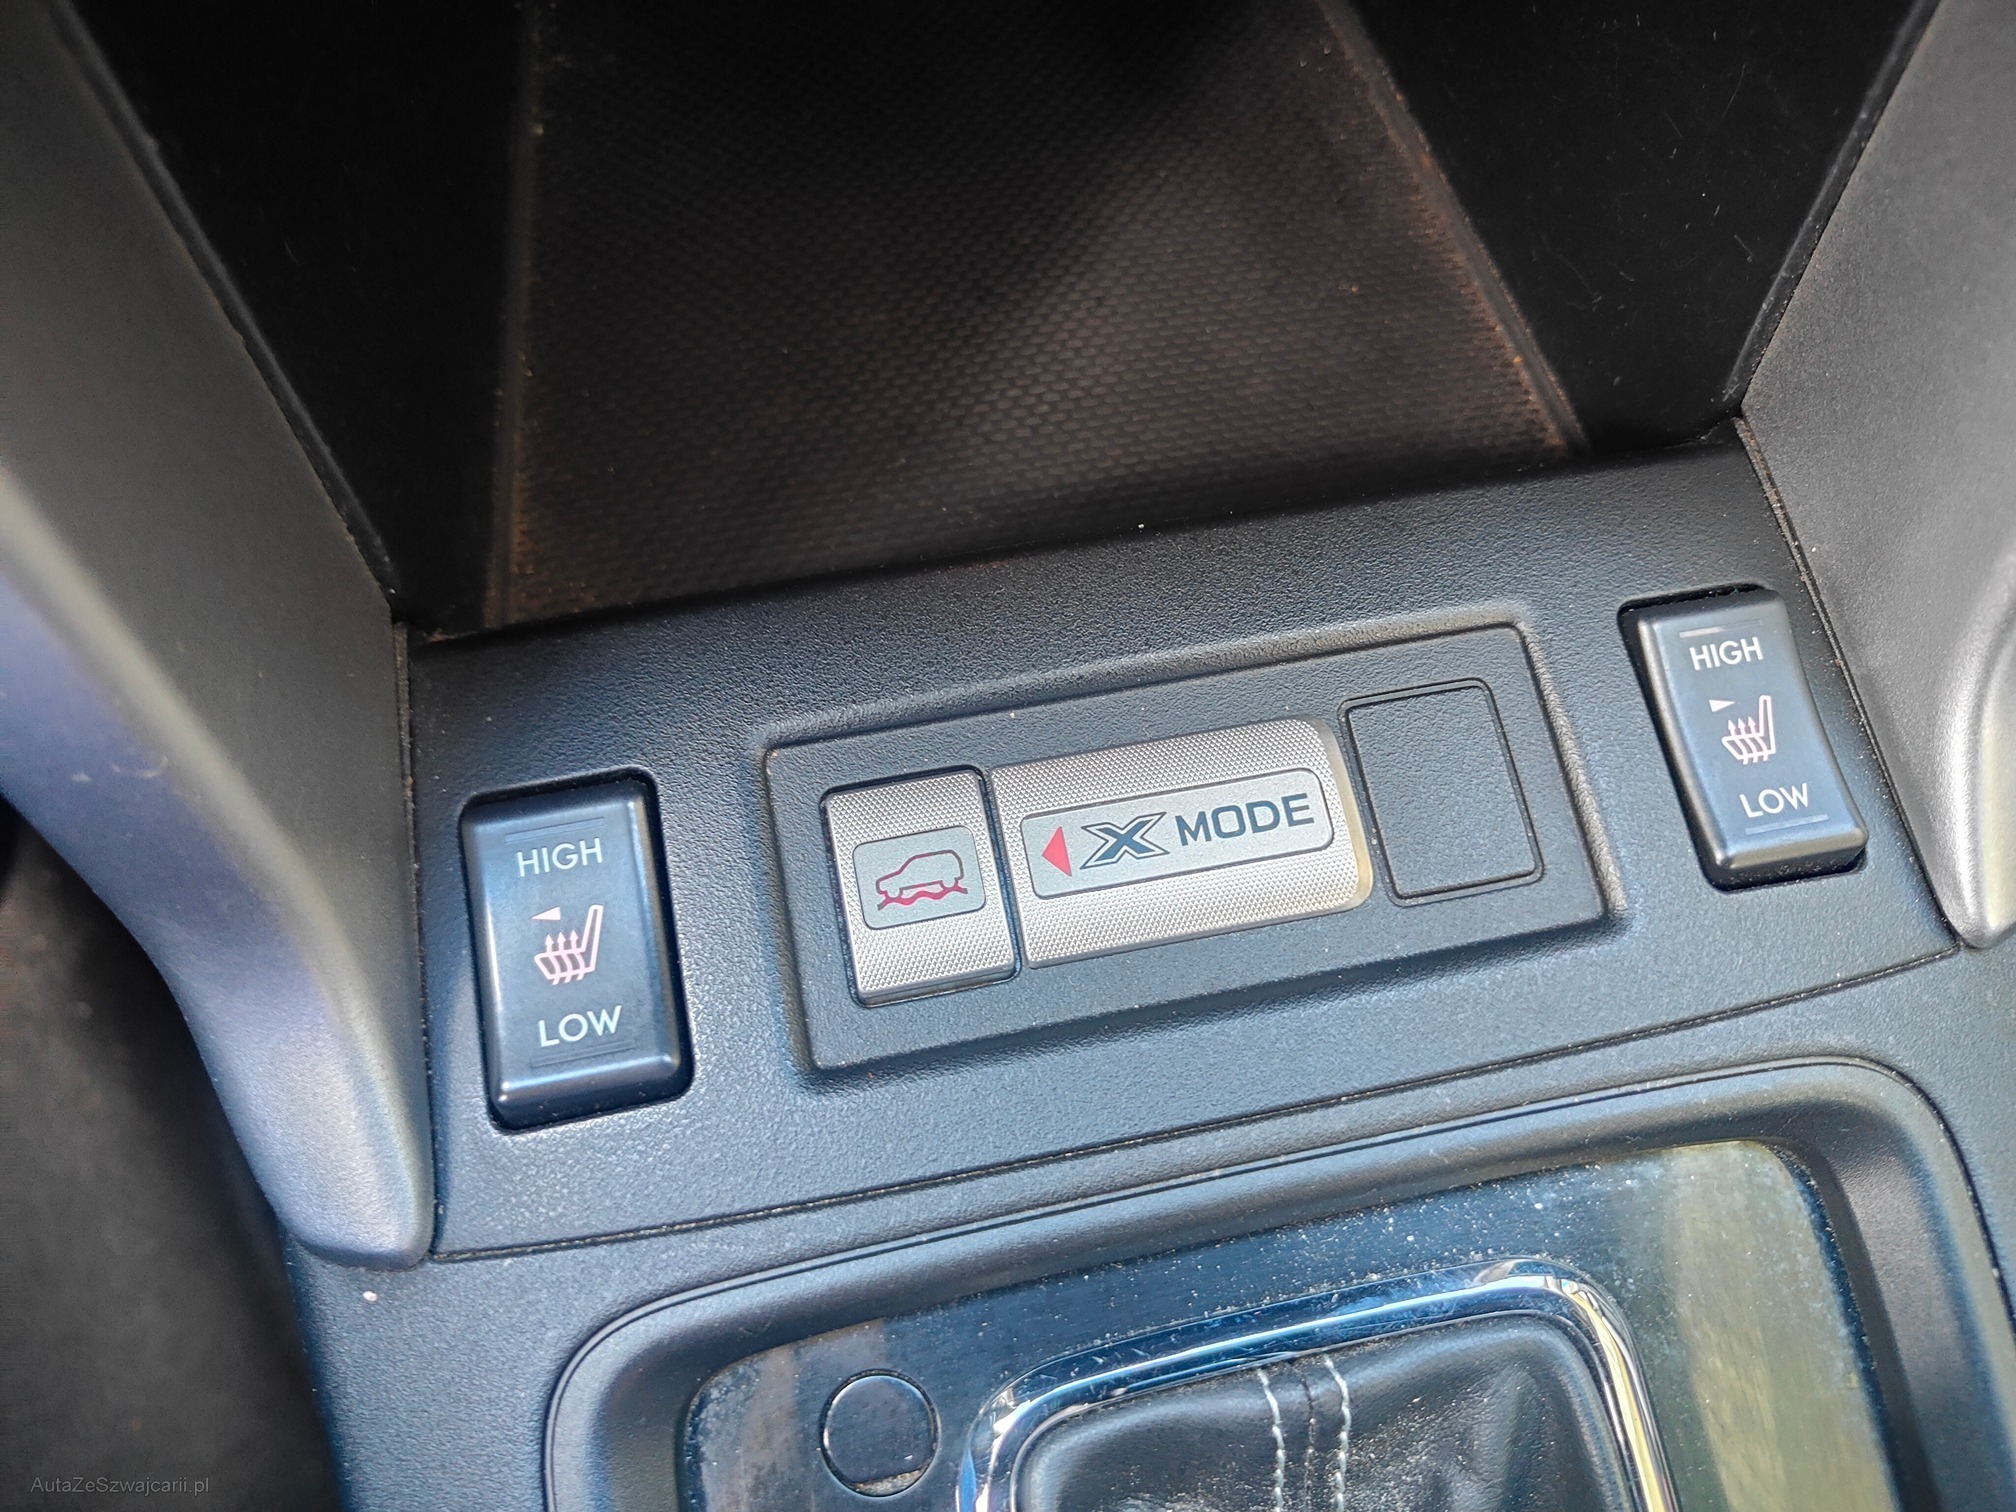 HIGH
LOW
X MODE
HIGH
LOW
AutaZeSzwajcarii.pl